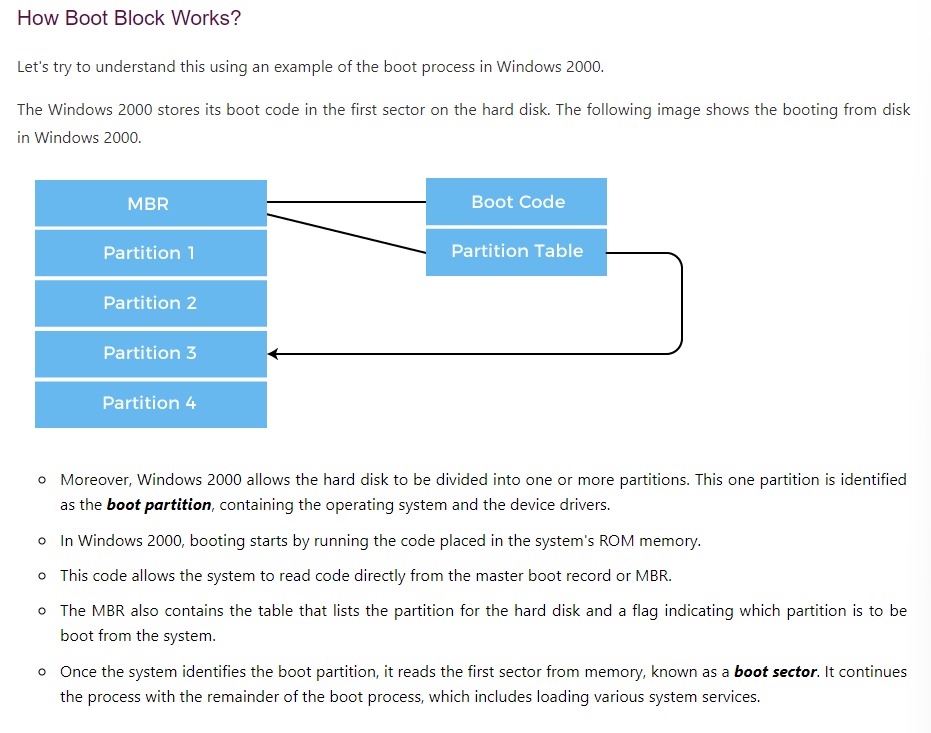 How Boot Block Works?
Let's try to understand this using an example of the boot process in Windows 2000.
The Windows 2000 stores its boot code in the first sector on the hard disk. The following image shows the booting from disk
in Windows 2000.
MBR
Boot Code
Partition 1
Partition Table
Partition 2
Partition 3
Partition 4
Moreover, Windows 2000 allows the hard disk to be divided into one or more partitions. This one partition is identified
as the boot partition, containing the operating system and the device drivers.
In Windows 2000, booting starts by running the code placed in the system's ROM memory.
This code allows the system to read code directly from the master boot record or MBR.
The MBR also contains the table that lists the partition for the hard disk and a flag indicating which partition is to be
boot from the system.
Once the system identifies the boot partition, it reads the first sector from memory, known as a boot sector. It continues
the process with the remainder of the boot process, which includes loading various system services.